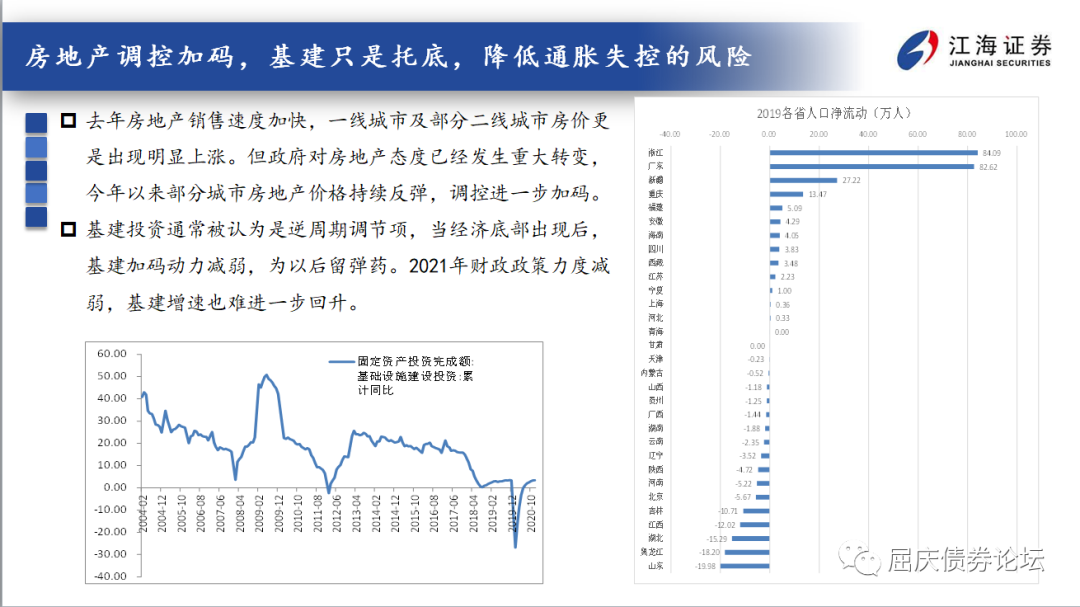 房地产调控加码，基建只是托底，降低通胀失控的风险
江海证券
JIANGHAI SECURITIES
去年房地产销售速度加快，一线城市及部分二线城市房价更
是出现明显上涨。但政府对房地产态度已经发生重大转变，
今年以来部分城市房地产价格持续反弹，调控进一步加码。
基建投资通常被认为是逆周期调节项，当经济底部出现后，
基建加码动力减弱，为以后留弹药。2021年财政政策力度减
弱，基建增速也难进一步回升。
固定资产投资完成额:
基础设施建设投资:累
计同比
60.00
50.00
40.00
30.00
20.00
10.00
0.00
-10.00
-20.00
-30.00
-40.00
2004-02
2004-12
2005-10
2006-08
2007-06
2008-04
2009-02
2009-12
2010-10
2011-08
2012-06
2013-04
2014-02
2014-12
2015-10
2016-08
2017-06
2018-04
2019-02
2019-12
2020-10
2019各省人口净流动（万人）
-40.00 -20.00 0.00 20.00 40.00 60.00 80.00 100.00
浙江 84.09
广东 82.62
新疆 27.22
重庆 13.47
福建 5.09
安徽 4.29
海南 4.05
四川 3.83
西藏 3.48
江苏 2.23
宁夏 1.00
上海 0.36
河北 0.33
青海 0.00
甘肃 0.00
天津 -0.23
内蒙古 -0.52
山西 -1.18
贵州 -1.25
广西 -1.44
湖南 -1.88
云南 -2.35
辽宁 -3.52
陕西 -4.72
河南 -5.22
北京 -5.67
吉林 -10.71
江西 -12.02
湖北 -15.29
黑龙江 -18.20
山东 -19.98
屈庆债券论坛